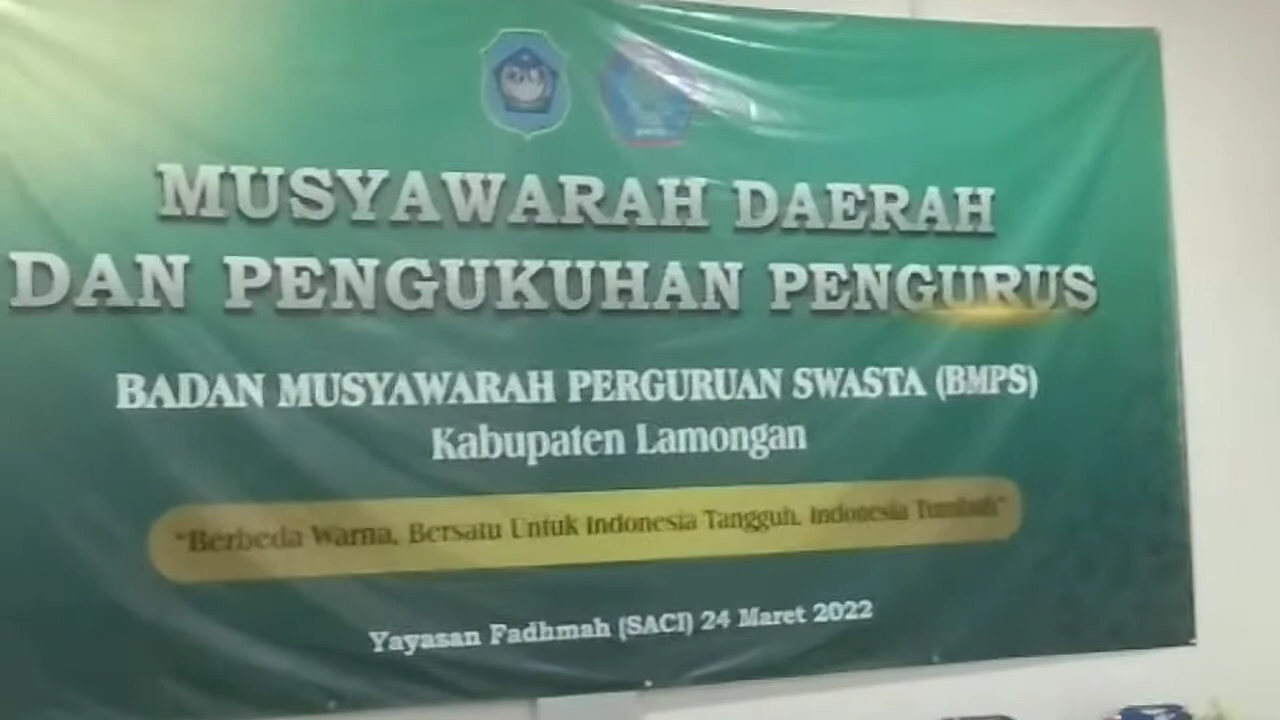 MUSYAWARAH DAERAH
DAN PENGUKUHAN PENGURUS
BADAN MUSYAWARAH PERGURUAN SWASTA (BMPS)
Kabupaten Lamongan
"Berbeda Warna, Bersatu Untuk Indonesia Tangguh, Indonesia Tumbuh"
Yayasan Fadhmah (SACI) 24 Maret 2022